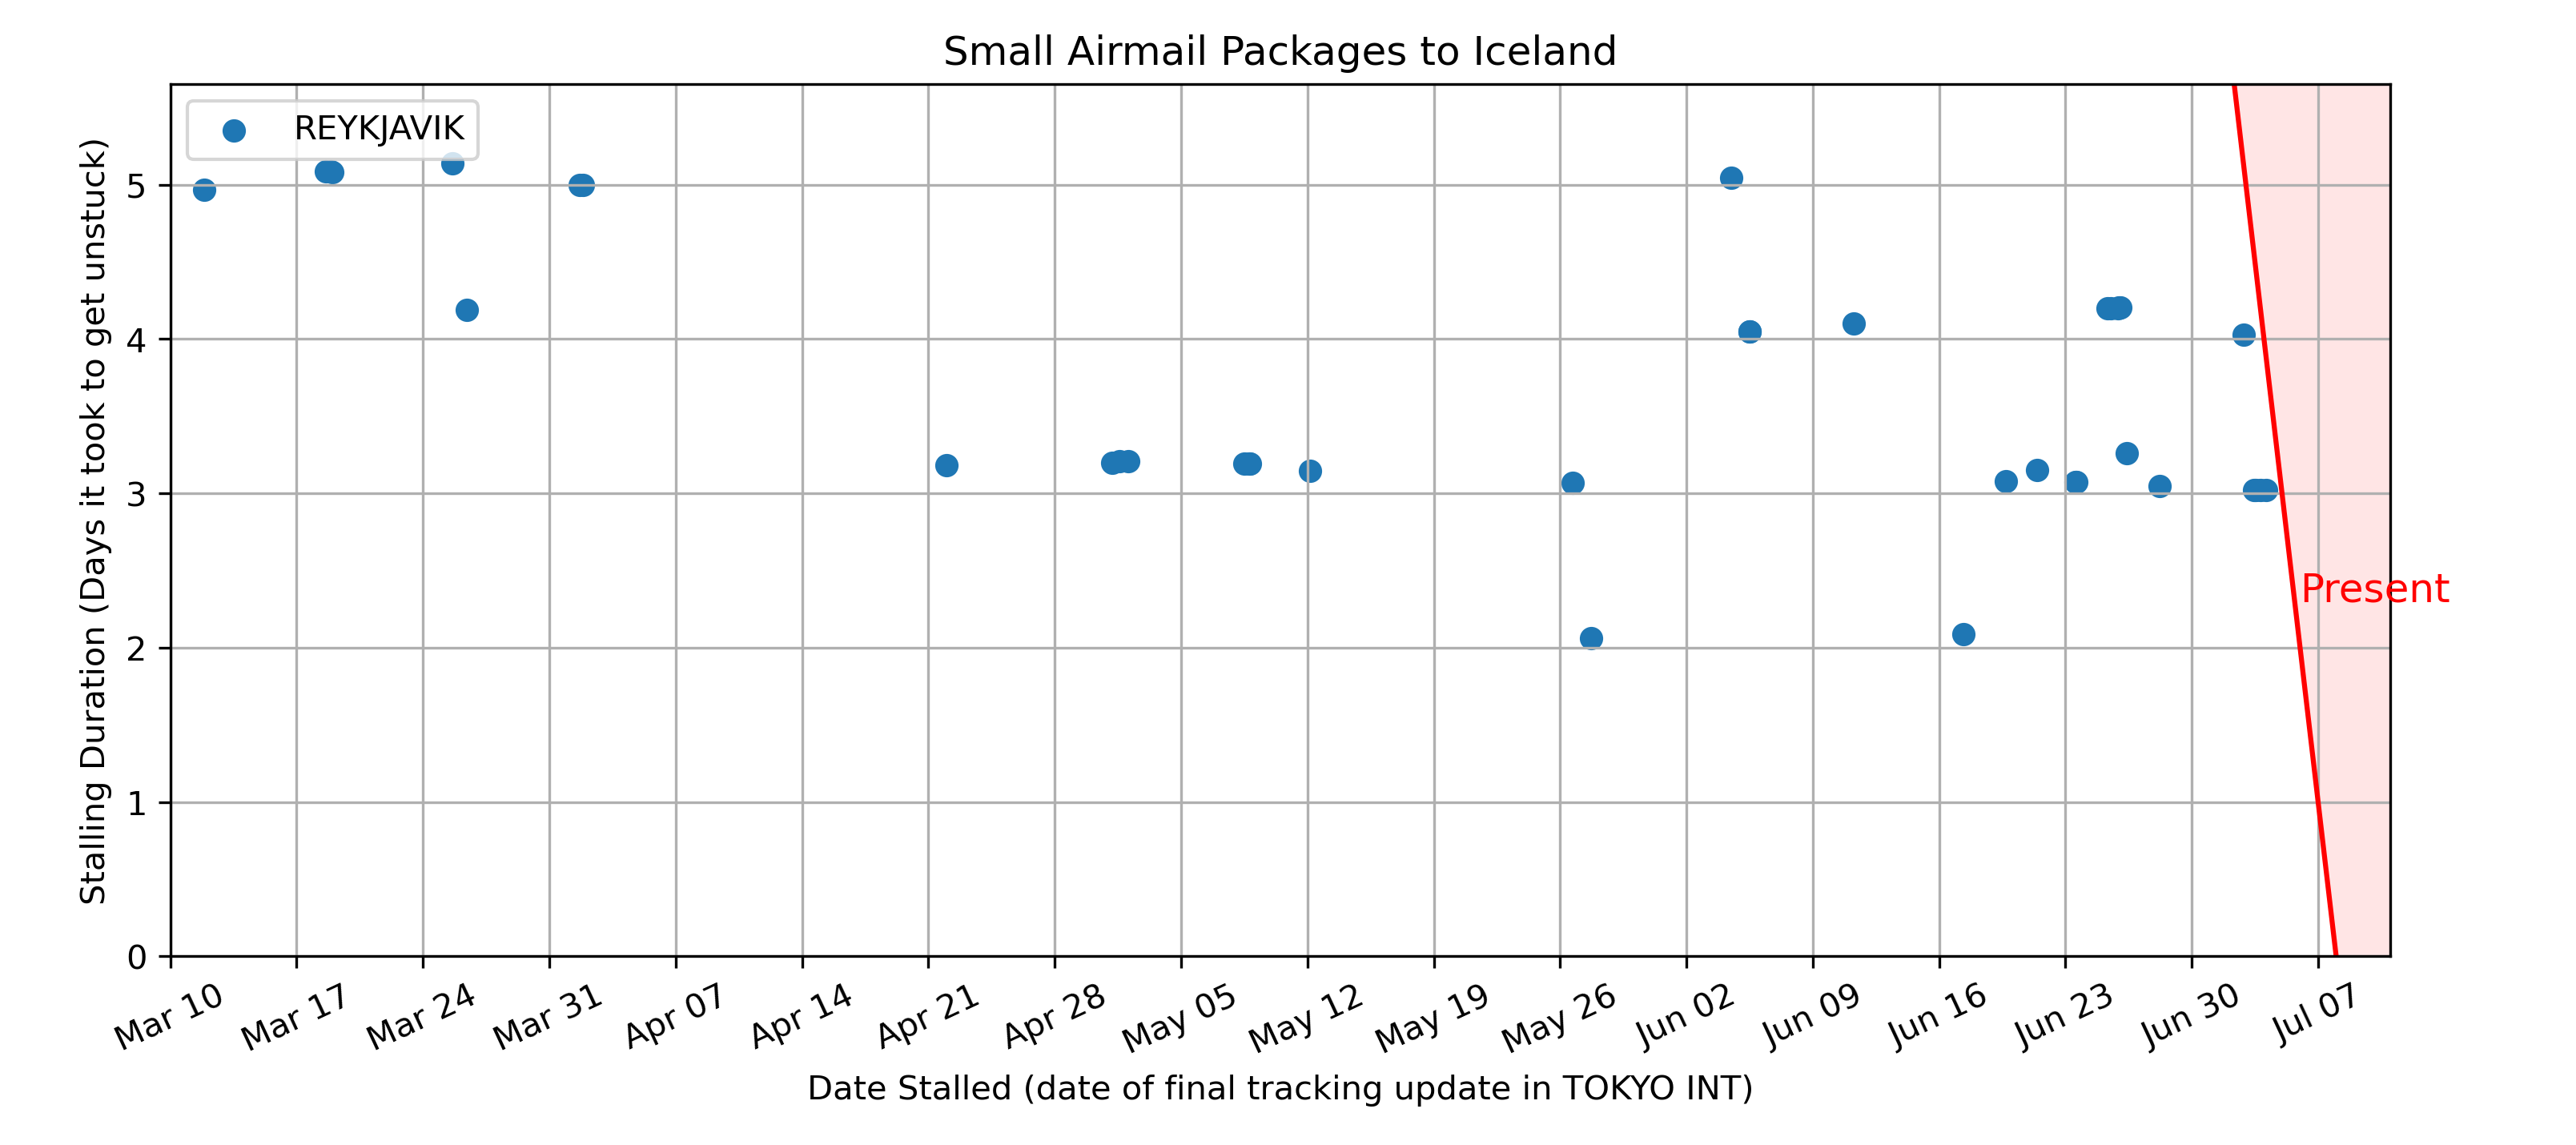 Small Airmail Packages to Iceland
REYKJAVIK
Stalling Duration (Days it took to get unstuck)
5
4
3
2
1
0
Present
Mar 10
Mar 17
Mar 24
Mar 31
Apr 07
Apr 14
Apr 21
Apr 28
May 05
May 12
May 19
May 26
Jun 02
Jun 09
Jun 16
Jun 23
Jun 30
Jul 07
Date Stalled (date of final tracking update in TOKYO INT)